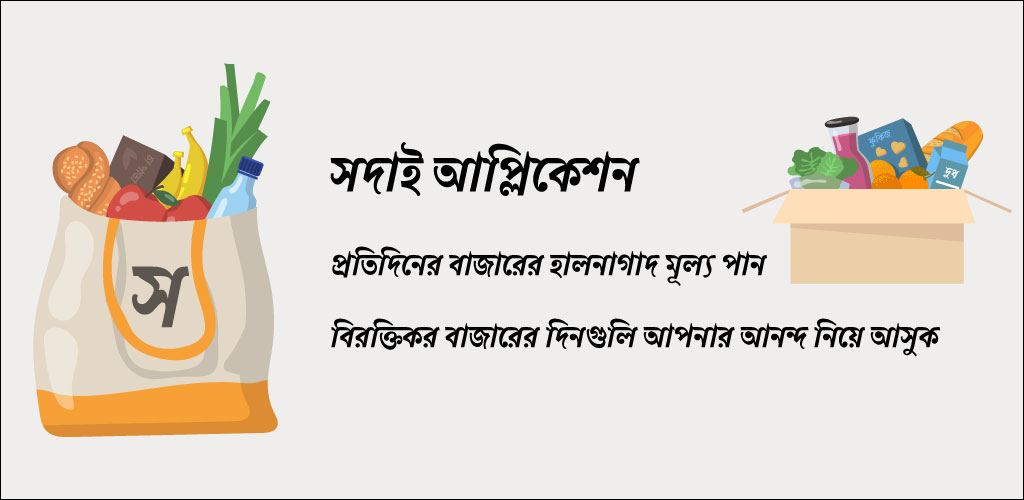 সদাই আপ্লিকেশন
প্রতিদিনের বাজারের হালনাগাদ মূল্য পান
বিরক্তিকর বাজারের দিনগুলি আপনার আনন্দ নিয়ে আসুক
স
দুধ